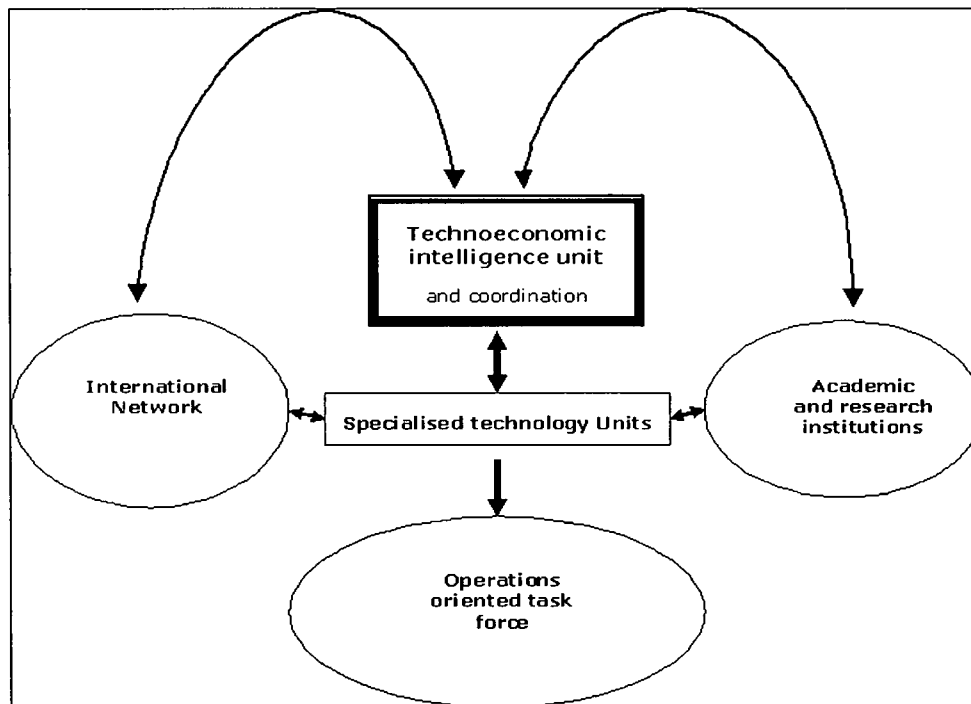 Technoeconomic
intelligence unit
and coordination
International
Network
Specialised technology Units
Academic
and research
institutions
Operations
oriented task
force